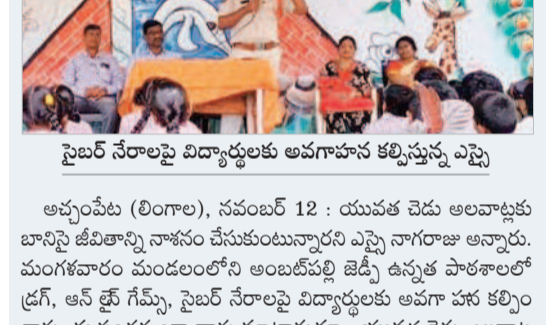 సైబర్ నేరాలపై విద్యార్థులకు అవగాహన కల్పిస్తున్న ఎస్సై
అచ్చంపేట (లింగాల), నవంబర్ 12 : యువత చెడు అలవాట్లకు
బానిసై జీవితాన్ని నాశనం చేసుకుంటున్నారని ఎస్సై నాగరాజు అన్నారు.
మంగళవారం మండలంలోని అంబట్‌పల్లి జెడ్పీ ఉన్నత పాఠశాలలో
డ్రగ్, ఆన్ లైన్ గేమ్స్, సైబర్ నేరాలపై విద్యార్థులకు అవగాహన కల్పిం